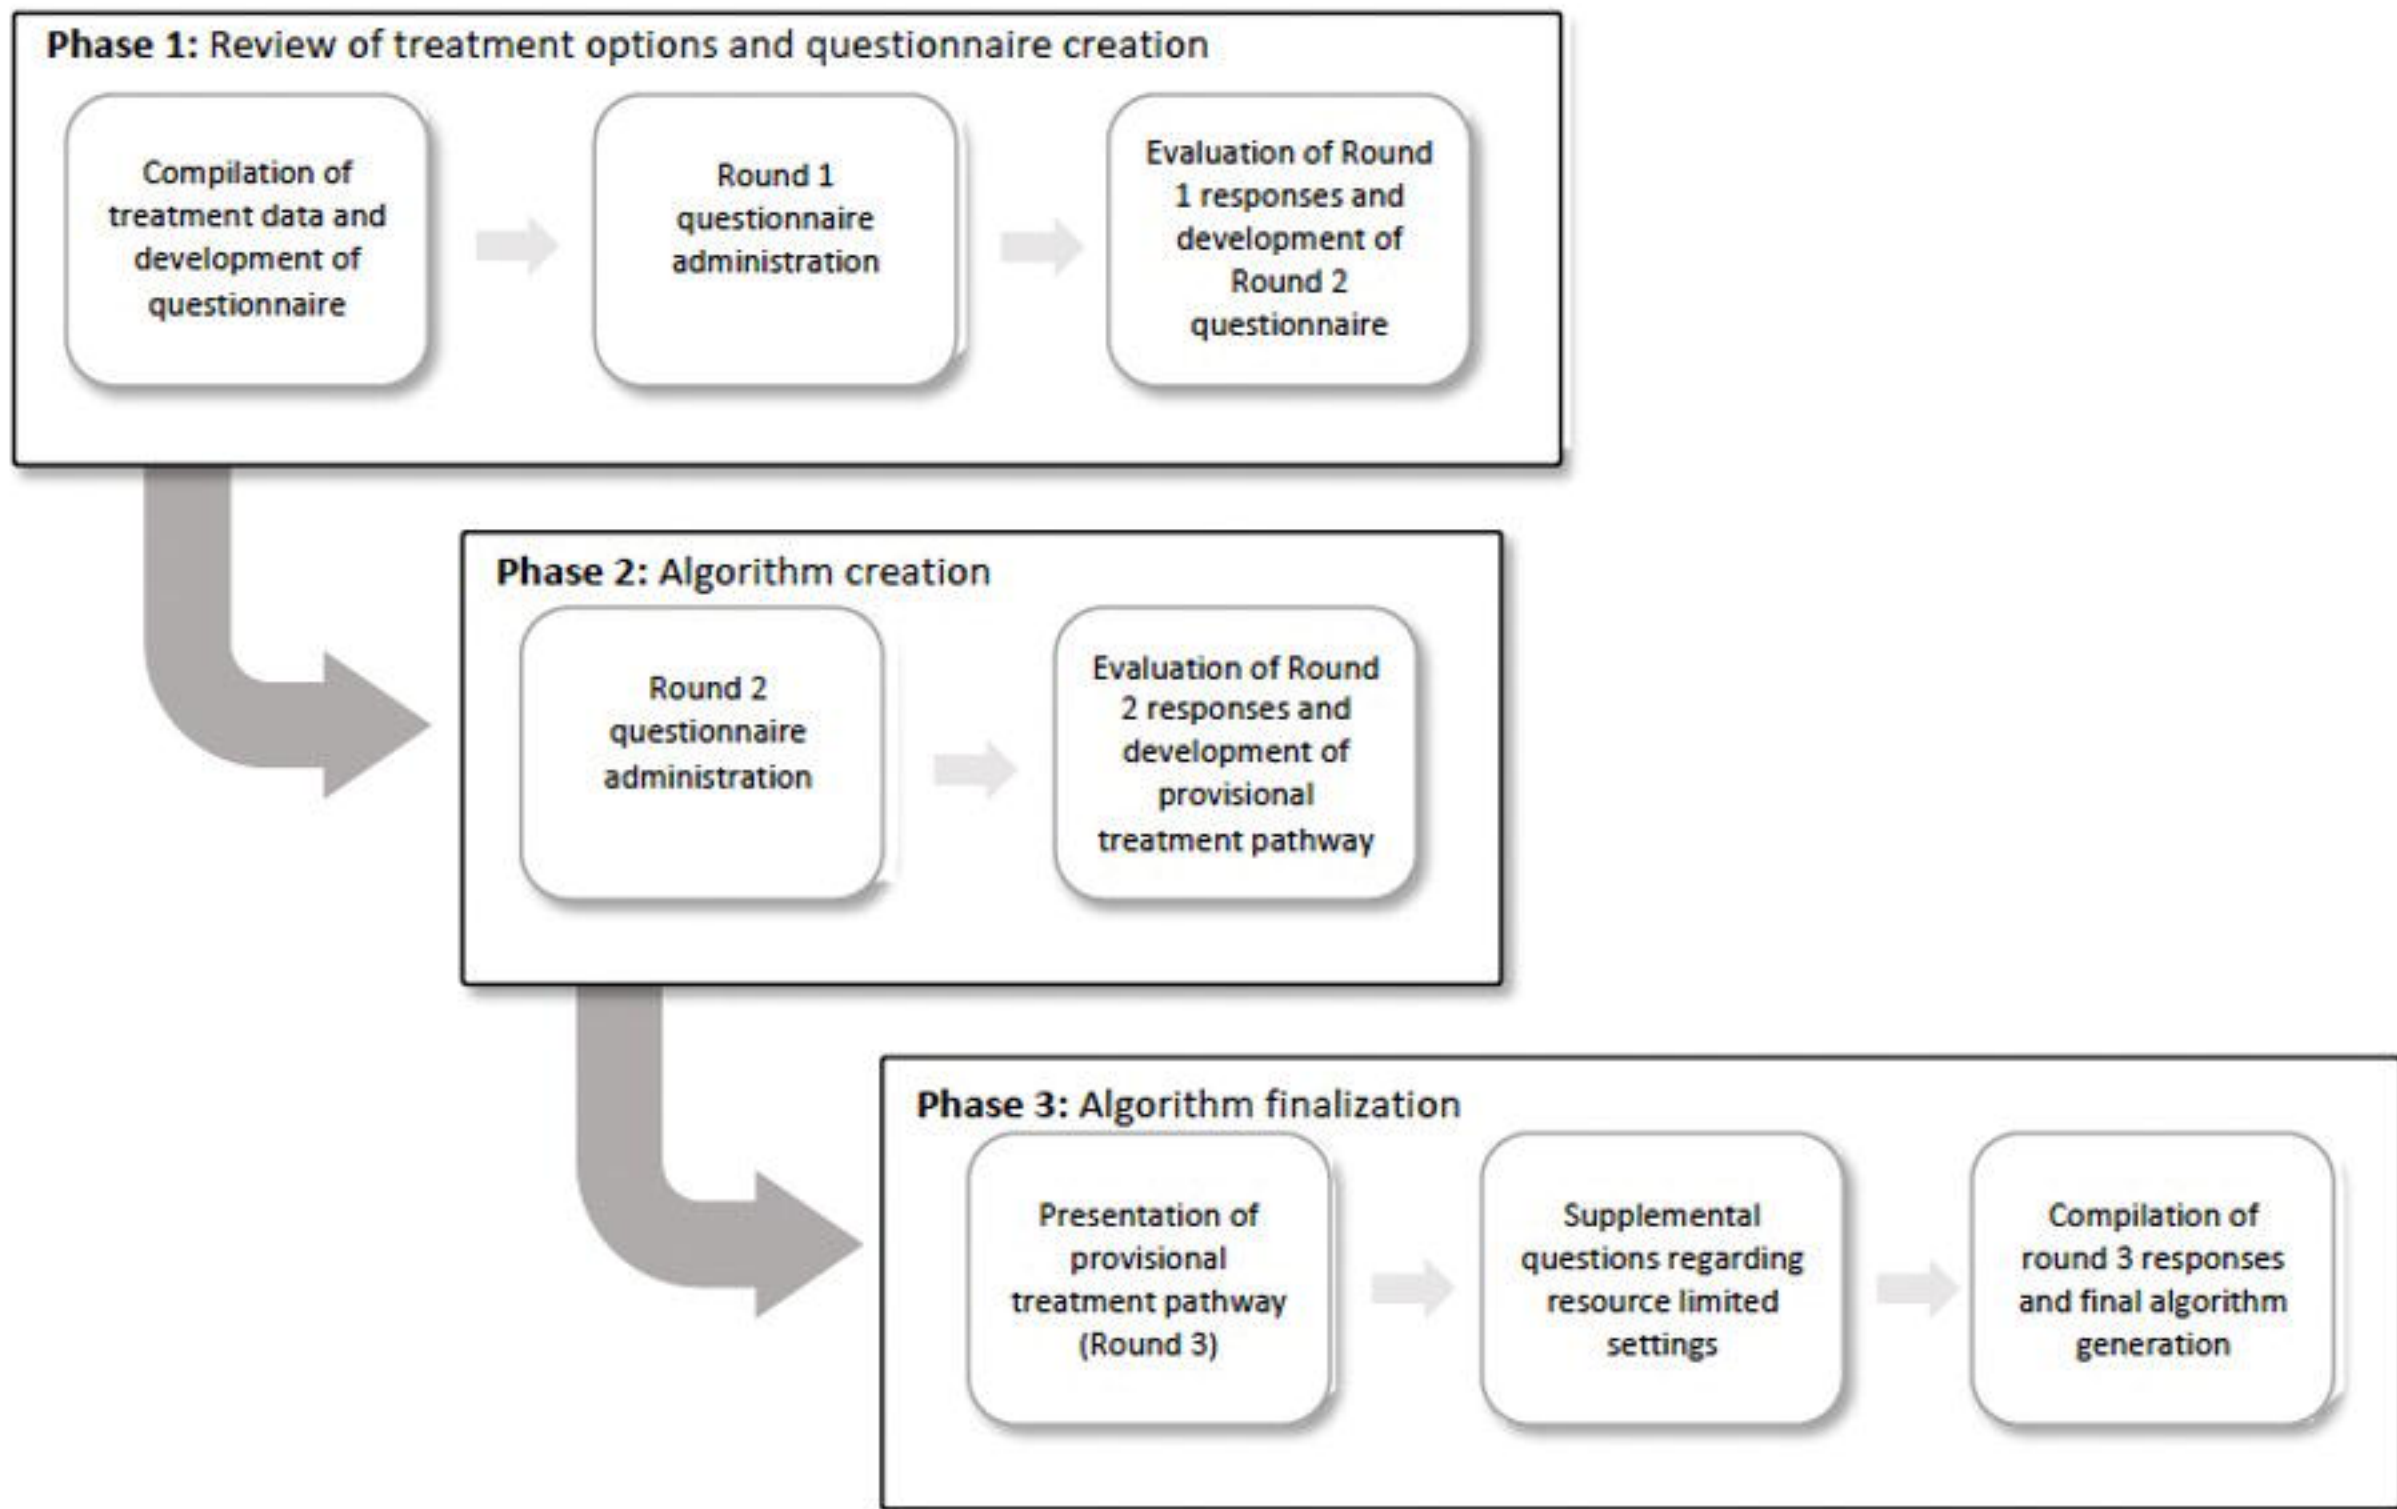 Phase 1: Review of treatment options and questionnaire creation
Compilation of
treatment data and
development of
questionnaire
Round 1
questionnaire
administration
Evaluation of Round
1 responses and
development of
Round 2
questionnaire
Phase 2: Algorithm creation
Round 2
questionnaire
administration
Evaluation of Round
2 responses and
development of
provisional
treatment pathway
Phase 3: Algorithm finalization
Presentation of
provisional
treatment pathway
(Round 3)
Supplemental
questions regarding
resource limited
settings
Compilation of
round 3 responses
and final algorithm
generation